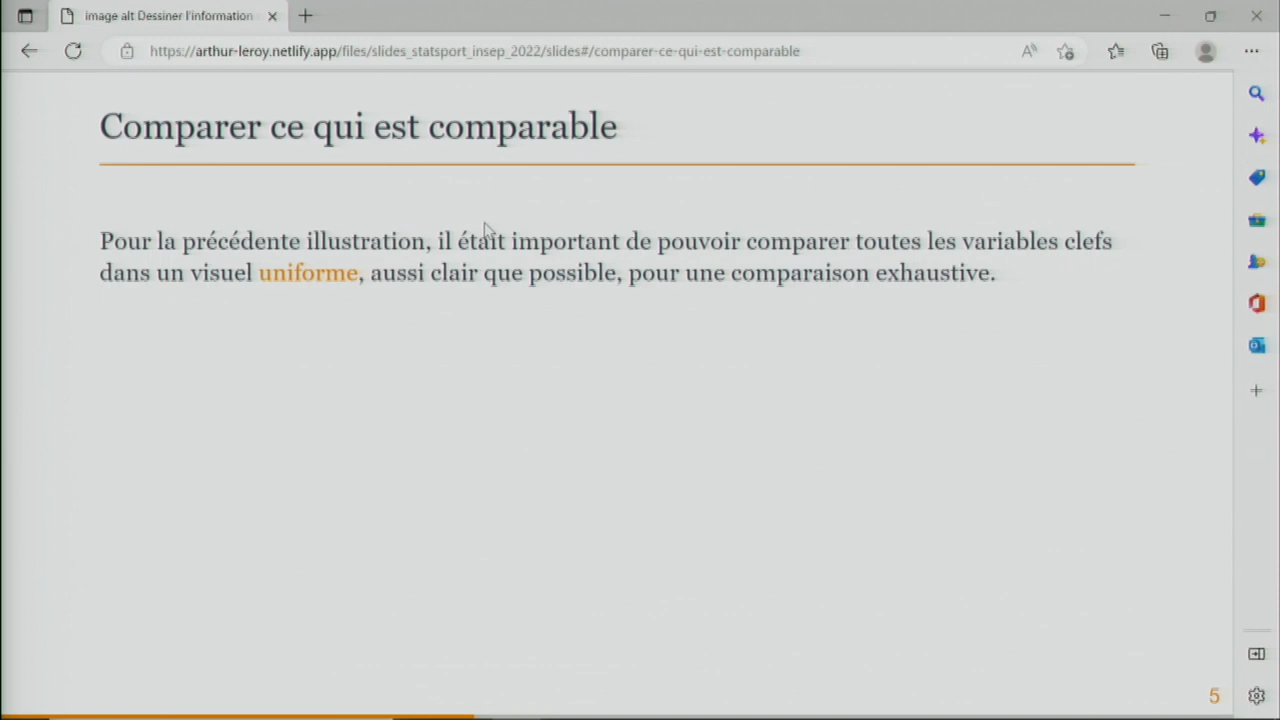 image alt Dessiner l'information
https://arthur-leroy.netlify.app/files/slides_statsport_insep_2022/slides#/comparer-ce-qui-est-comparable
Comparer ce qui est comparable
Pour la précédente illustration, il était important de pouvoir comparer toutes les variables clefs
dans un visuel uniforme, aussi clair que possible, pour une comparaison exhaustive.
5